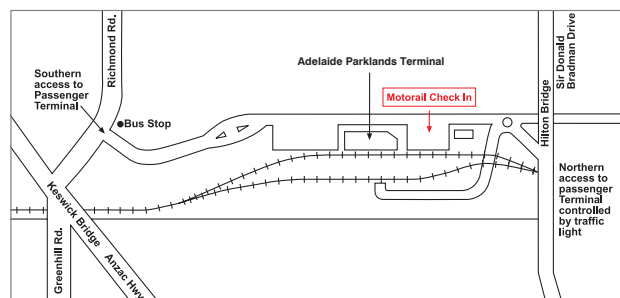 Richmond Rd.
Sir Donald
Bradman Drive
Southern
access to
Passenger
Terminal
Adelaide Parklands Terminal
Motorail Check In
Bus Stop
Hilton Bridge
Northern
access to
passenger
Terminal
controlled
by traffic
light
Keswick Bridge
Anzac Hwy
Greenhill Rd.